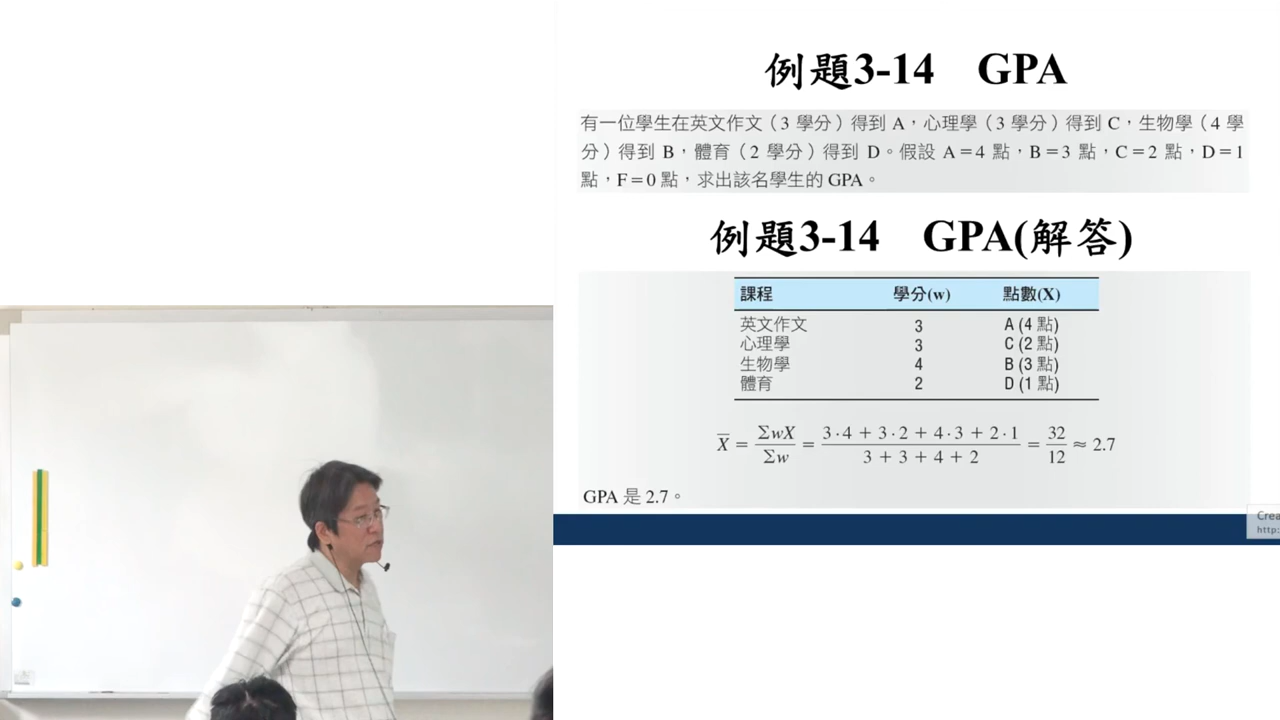 例題3-14 GPA
有一位學生在英文作文（3 學分）得到 A，心理學（3 學分）得到 C，生物學（4 學
分）得到 B，體育（2 學分）得到 D。假設 A＝4 點，B＝3 點，C＝2 點，D＝1
點，F＝0 點，求出該名學生的 GPA。
例題3-14 GPA(解答)
課程 學分(w) 點數(X)
英文作文 3 A (4 點)
心理學 3 C (2 點)
生物學 4 B (3 點)
體育 2 D (1 點)
X̄ = ΣwX / Σw = (3·4 + 3·2 + 4·3 + 2·1) / (3 + 3 + 4 + 2) = 32 / 12 ≈ 2.7
GPA 是 2.7。
Crea
http: